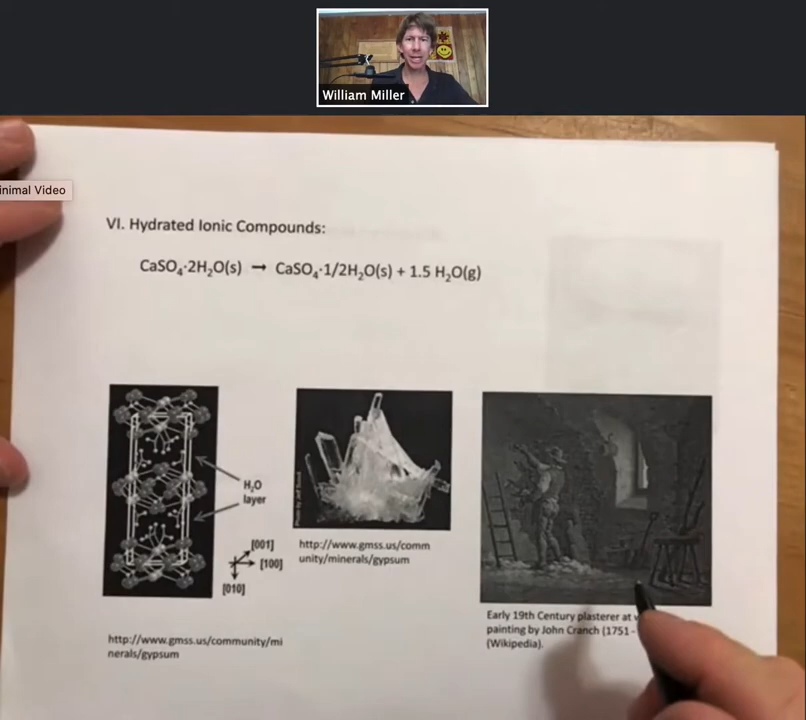 William Miller
inimal Video
VI. Hydrated Ionic Compounds:
CaSO₄·2H₂O(s) → CaSO₄·1/2H₂O(s) + 1.5 H₂O(g)
H₂O
layer
[001]
[100]
[010]
http://www.gmss.us/comm
unity/minerals/gypsum
Early 19th Century plasterer at
painting by John Cranch (1751-
(Wikipedia).
http://www.gmss.us/community/mi
nerals/gypsum